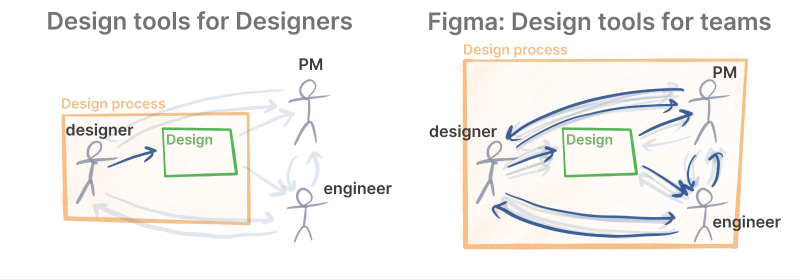 Design tools for Designers
PM
Design process
designer
Design
engineer
Figma: Design tools for teams
Design process
PM
designer
Design
engineer